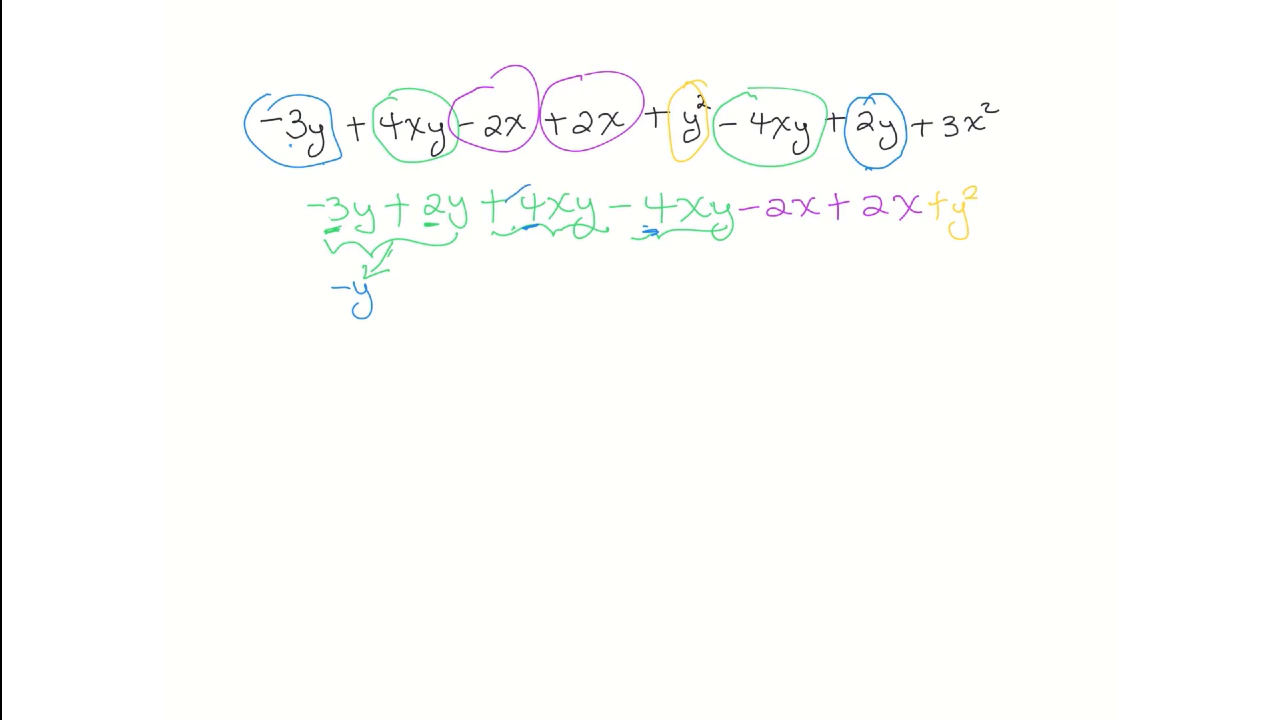 -3y + 4xy - 2x + 2x + y² - 4xy + 2y + 3x²
-3y + 2y + 4xy - 4xy - 2x + 2x + y²
-y